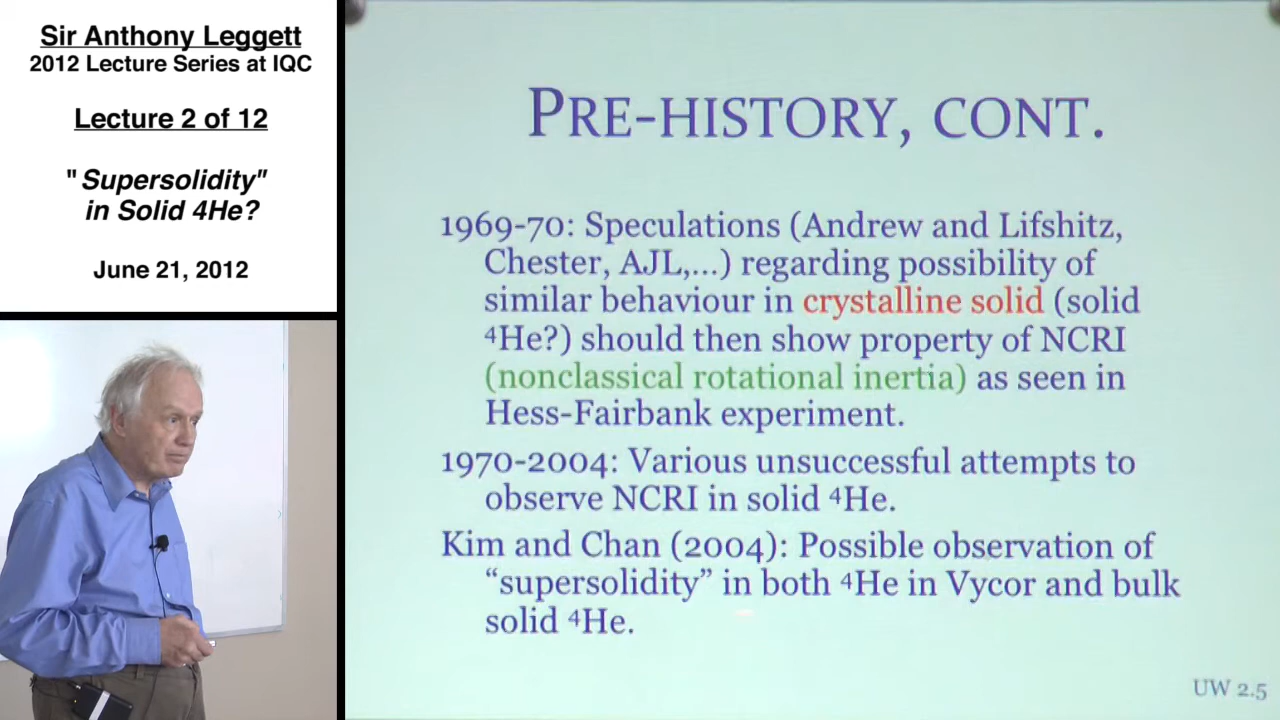 Sir Anthony Leggett
2012 Lecture Series at IQC
Lecture 2 of 12
"Supersolidity"
in Solid 4He?
June 21, 2012
PRE-HISTORY, CONT.
1969-70: Speculations (Andrew and Lifshitz,
Chester, AJL,...) regarding possibility of
similar behaviour in crystalline solid (solid
⁴He?) should then show property of NCRI
(nonclassical rotational inertia) as seen in
Hess-Fairbank experiment.
1970-2004: Various unsuccessful attempts to
observe NCRI in solid ⁴He.
Kim and Chan (2004): Possible observation of
“supersolidity” in both ⁴He in Vycor and bulk
solid ⁴He.
UW 2.5